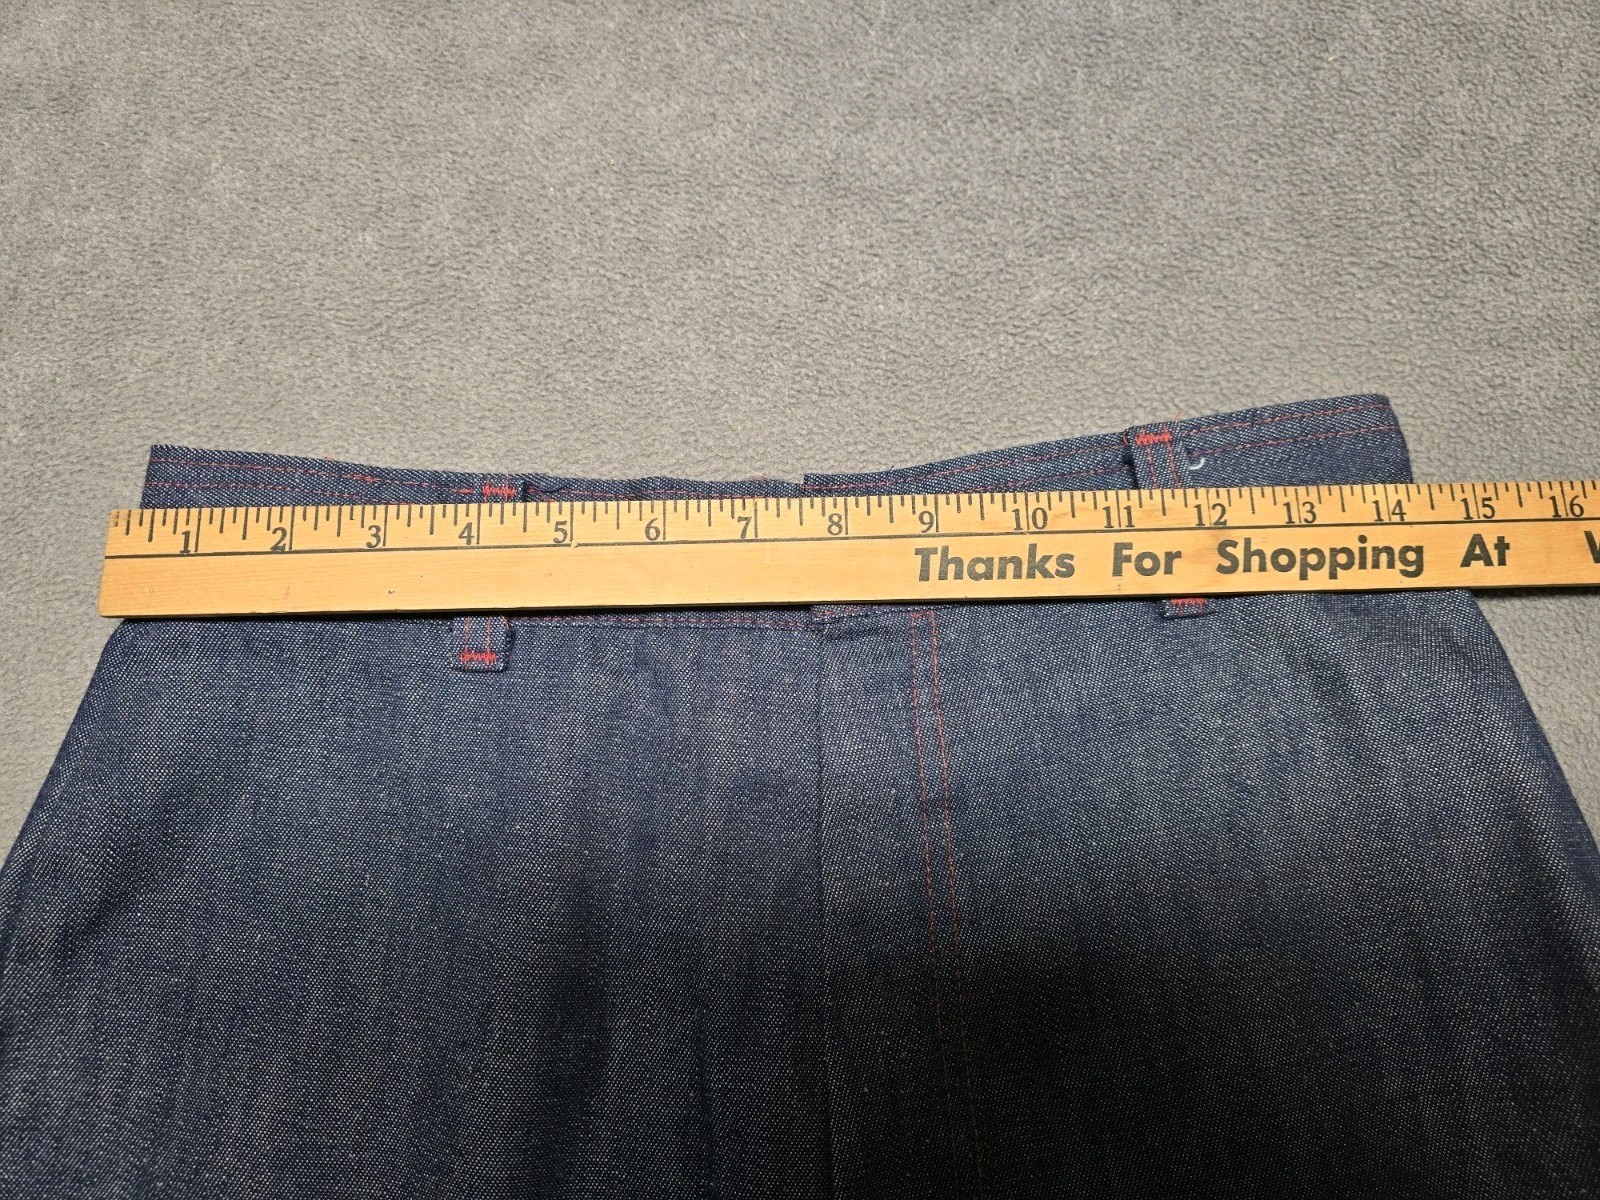 1 2 3 4 5 6 7 8 9 10 11 12 13 14 15 16
Thanks For Shopping At